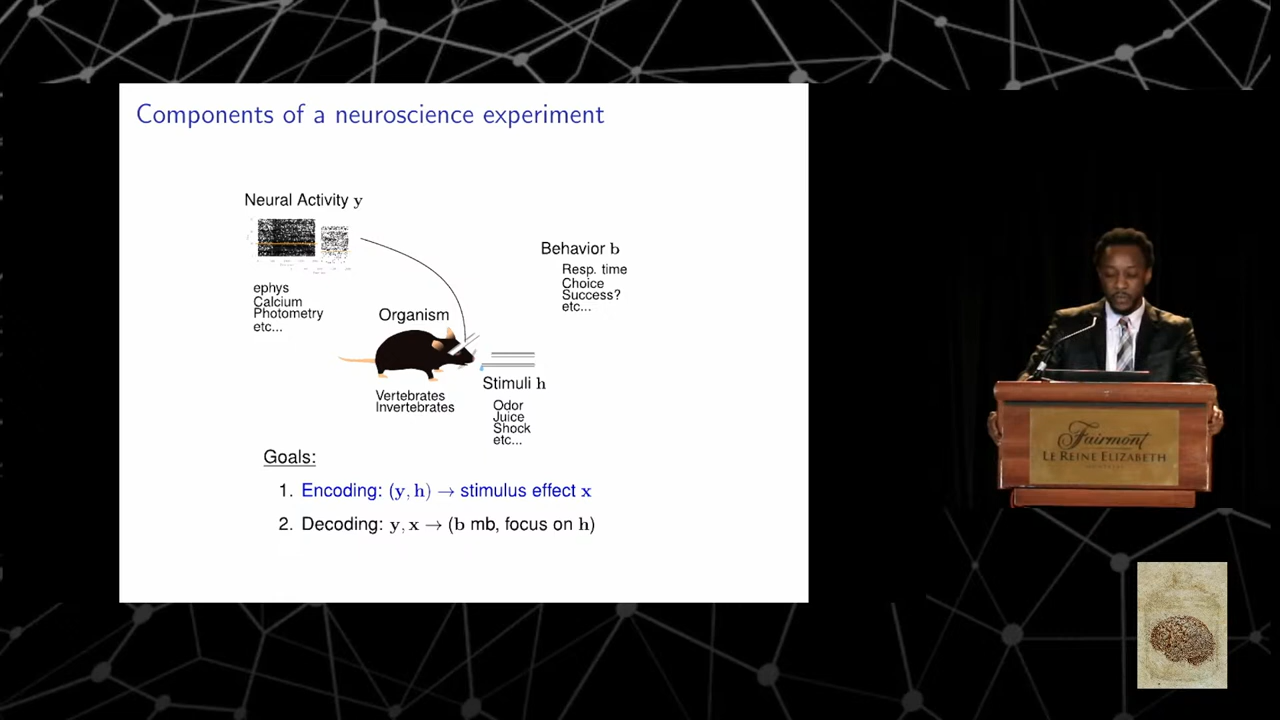 Components of a neuroscience experiment
Neural Activity y
ephys
Calcium
Photometry
etc...
Behavior b
Resp. time
Choice
Success?
etc...
Organism
Vertebrates
Invertebrates
Stimuli h
Odor
Juice
Shock
etc...
Goals:
1. Encoding: (y, h) → stimulus effect x
2. Decoding: y, x → (b mb, focus on h)
Fairmont
LE REINE ELIZABETH